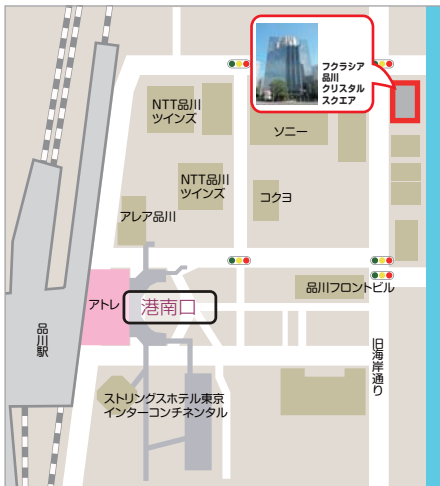 フクラシア
品川
クリスタル
スクエア
NTT品川
ツインズ
ソニー
NTT品川
ツインズ
コクヨ
アレア品川
品川フロントビル
アトレ
港南口
品川駅
旧海岸通り
ストリングスホテル東京
インターコンチネンタル